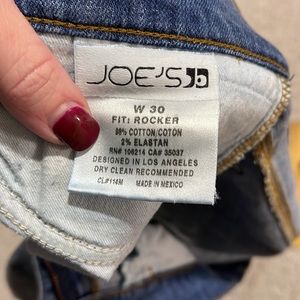 JOE'S
W 30
FIT: ROCKER
98% COTTON/COTON
2% ELASTAN
RN# 106214 CA# 35037
DESIGNED IN LOS ANGELES
DRY CLEAN RECOMMENDED
CL#114M MADE IN MEXICO